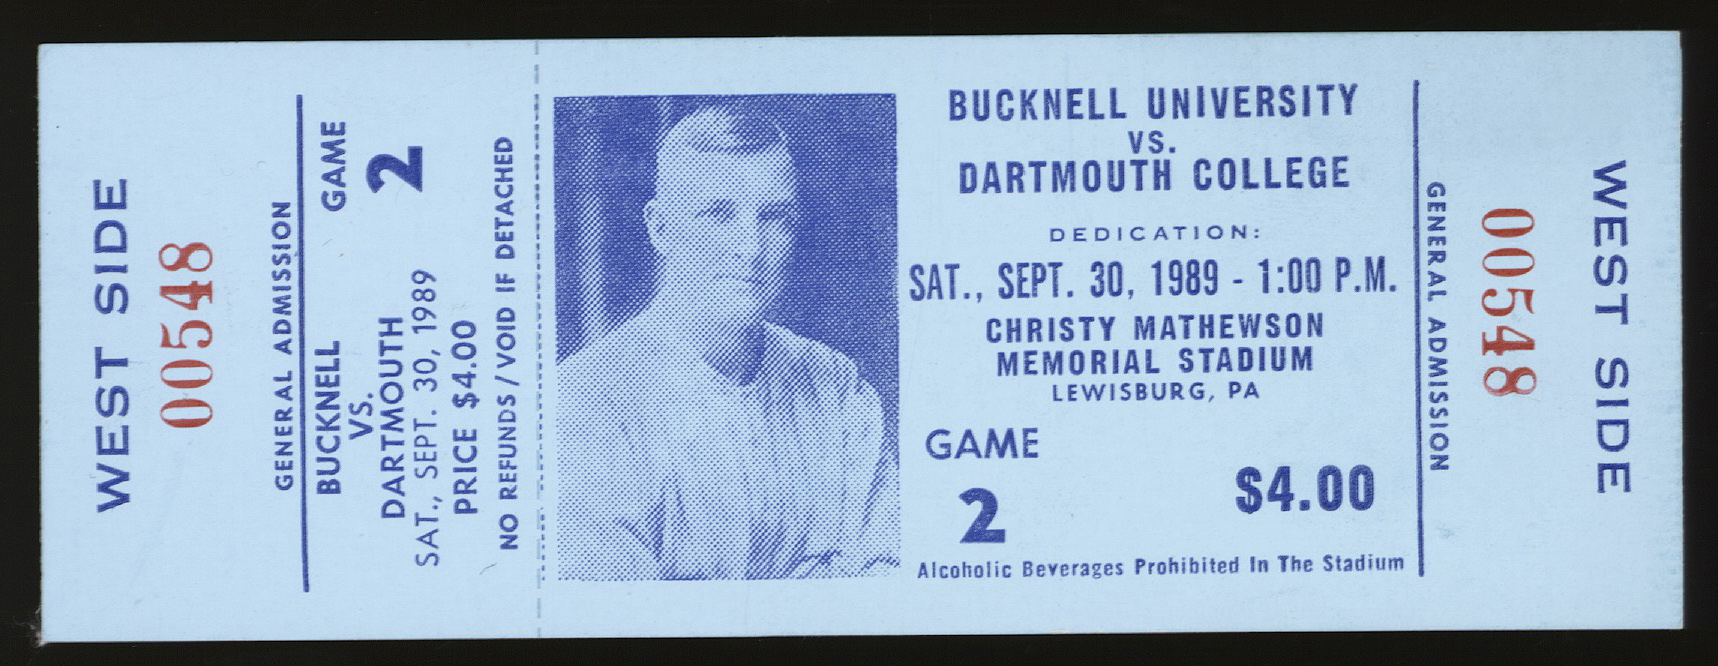 WEST SIDE
00548
GENERAL ADMISSION
BUCKNELL
VS.
DARTMOUTH
GAME
2
SAT., SEPT. 30, 1989
PRICE $4.00
NO REFUNDS / VOID IF DETACHED
BUCKNELL UNIVERSITY
VS.
DARTMOUTH COLLEGE
DEDICATION:
SAT., SEPT. 30, 1989 - 1:00 P.M.
CHRISTY MATHEWSON
MEMORIAL STADIUM
LEWISBURG, PA
GAME
2
$4.00
Alcoholic Beverages Prohibited In The Stadium
GENERAL ADMISSION
00548
WEST SIDE